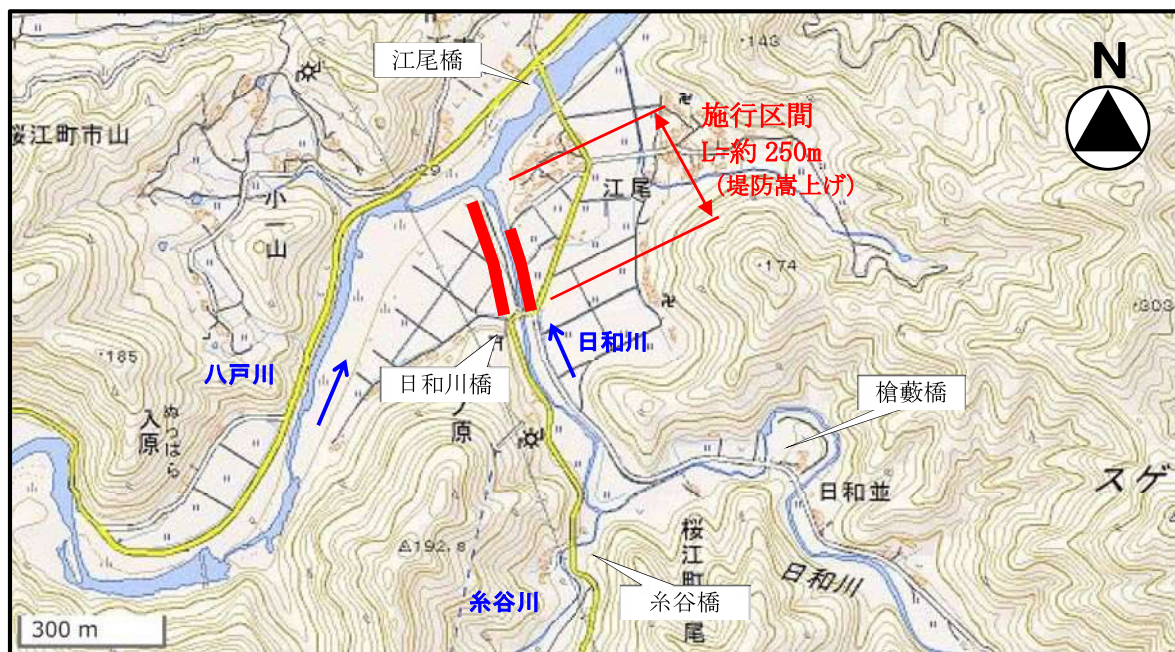 江尾橋
・143
N
施行区間
L=約 250m
（堤防嵩上げ）
桜江町市山
29
小一山
江尾
・174
・303
・185
八戸川
日和川
日和川橋
入原
ぬっはら
原
槍藪橋
日和並
スゲ
192.8
桜江町
尾
日和川
糸谷川
糸谷橋
300 m